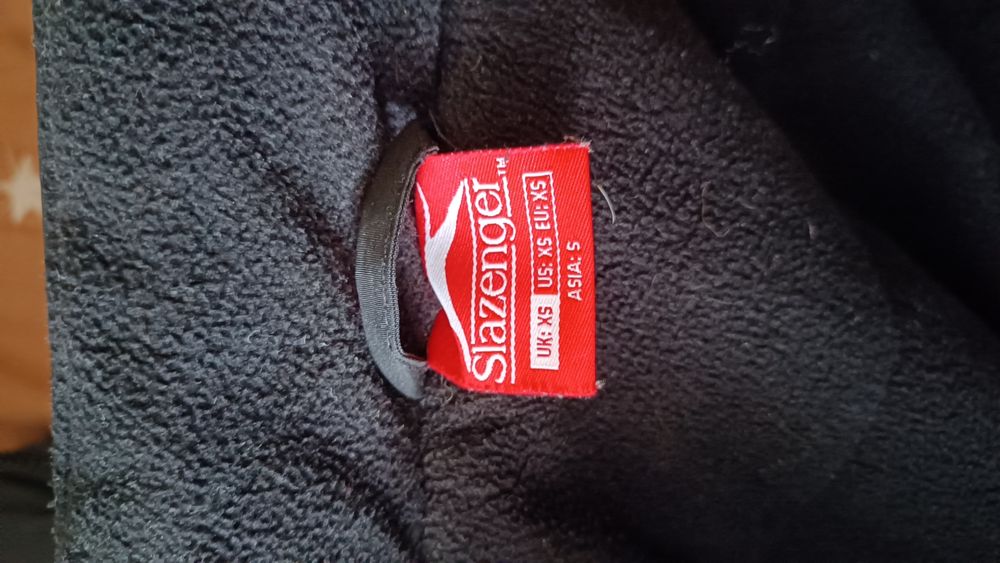 Slazenger™
UK: XS US: XS EU: XS
ASIA: S